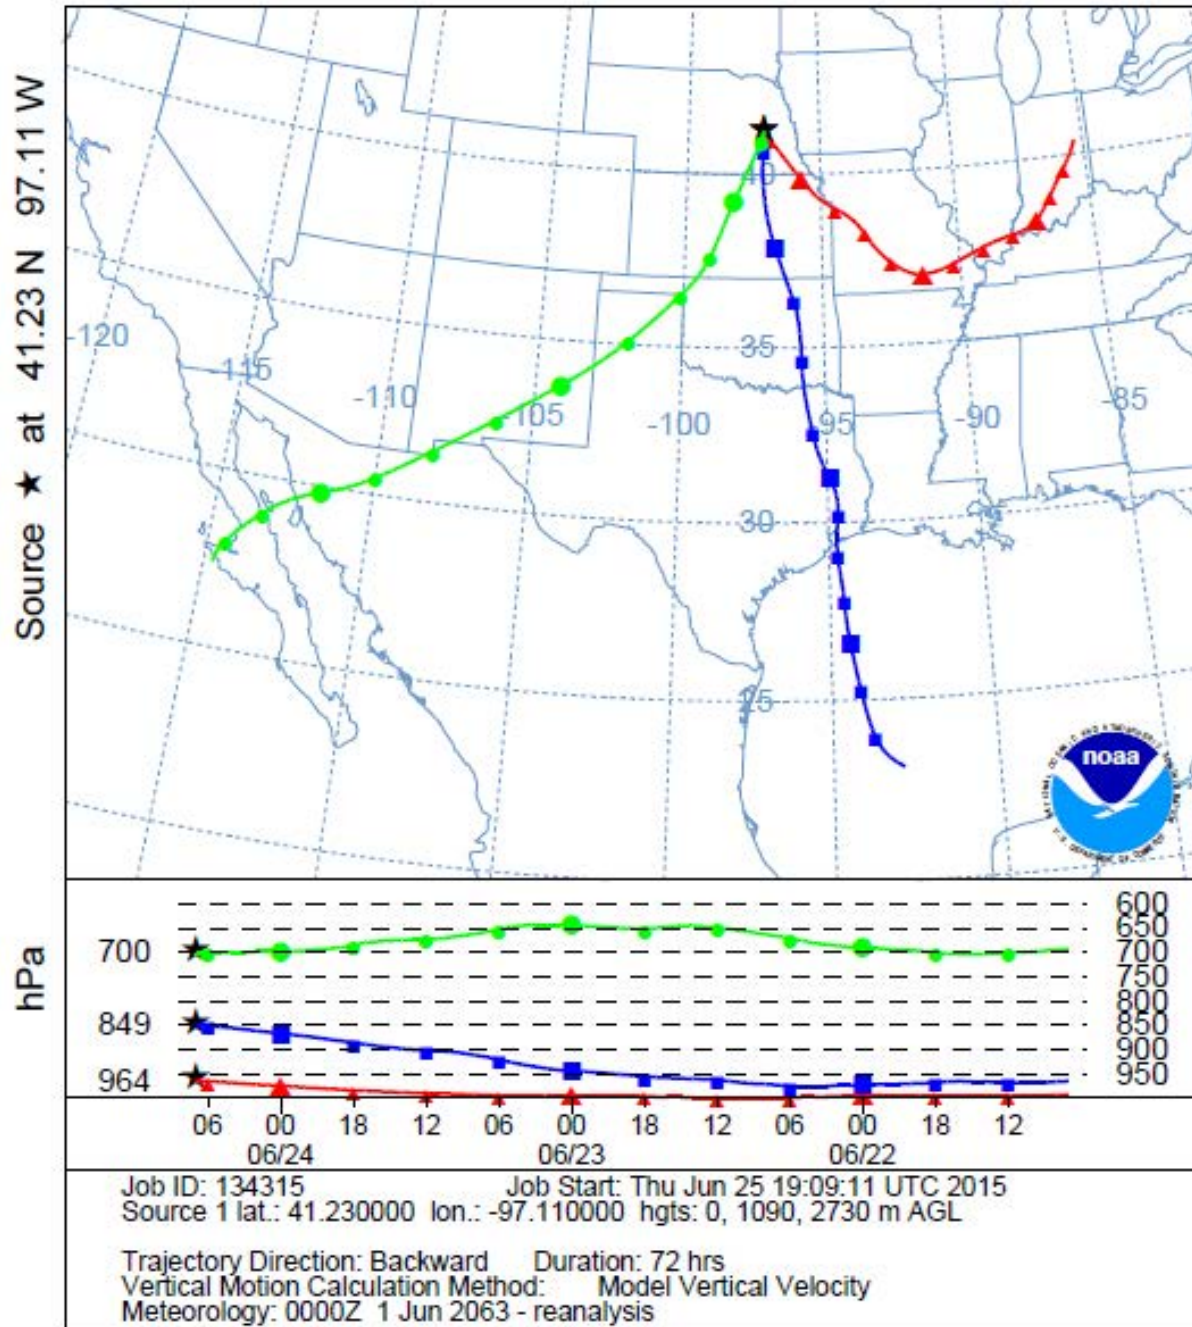 Source ★ at 41.23 N 97.11 W
40
35
-120
-115
-110
105
-100
95
-90
-85
30
25
noaa
hPa
600
650
700
700
750
800
849
850
900
964
950
06 00 18 12 06 00 18 12 06 00 18 12
06/24 06/23 06/22
Job ID: 134315 Job Start: Thu Jun 25 19:09:11 UTC 2015
Source 1 lat.: 41.230000 lon.: -97.110000 hgts: 0, 1090, 2730 m AGL
Trajectory Direction: Backward Duration: 72 hrs
Vertical Motion Calculation Method: Model Vertical Velocity
Meteorology: 0000Z 1 Jun 2063 - reanalysis